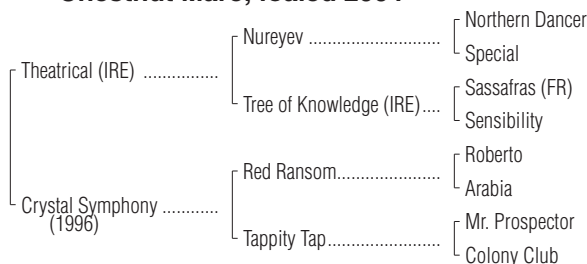 Chestnut Mare; foaled
Northern Dancer
Nureyev ................................
Special
Theatrical (IRE) ................
Sassafras (FR)
Tree of Knowledge (IRE)....
Sensibility
Roberto
Red Ransom.........................
Arabia
Crystal Symphony ............
(1996)
Mr. Prospector
Tappity Tap...........................
Colony Club